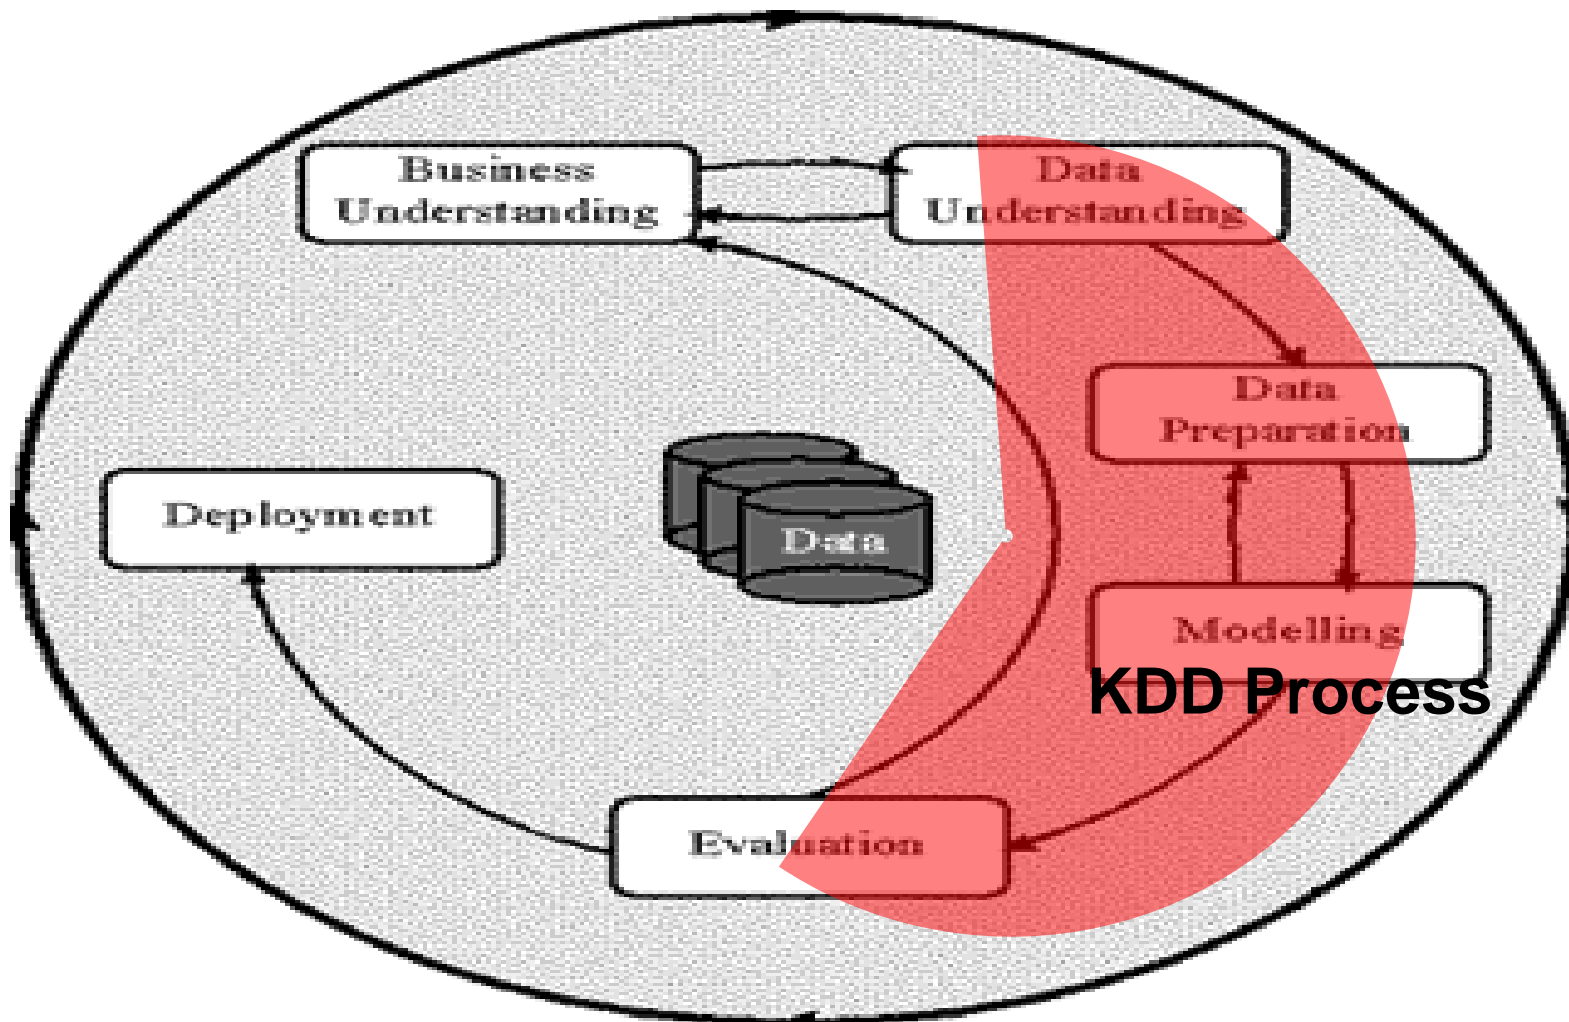 Business
Understanding
Data
Understanding
Data
Preparation
Deployment
Data
Modelling
KDD Process
Evaluation